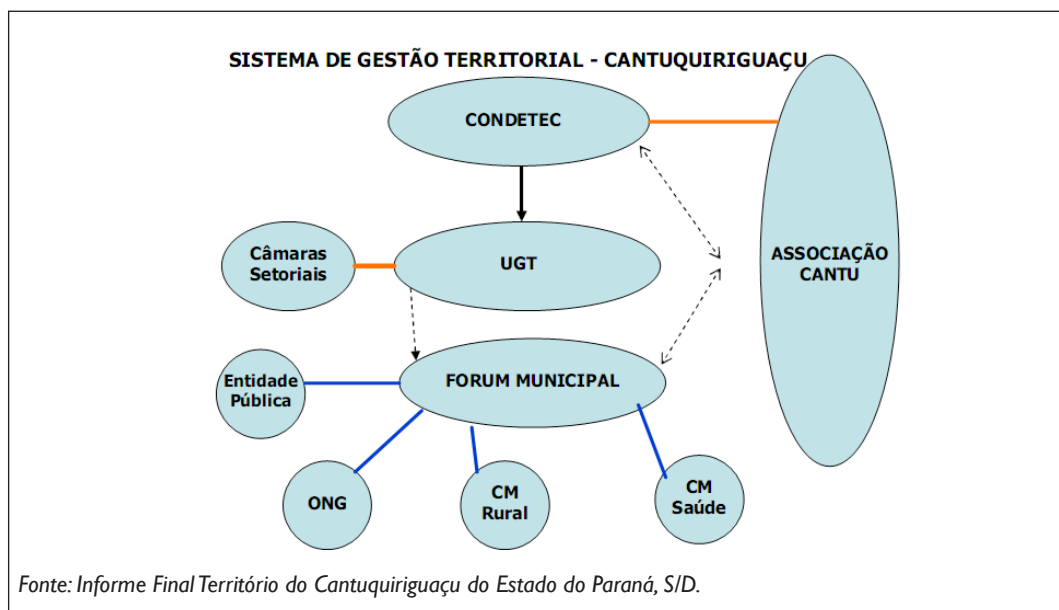 SISTEMA DE GESTÃO TERRITORIAL - CANTUQUIRIGUAÇU
CONDETEC
ASSOCIAÇÃO
CANTU
Câmaras
Setoriais
UGT
Entidade
Pública
FORUM MUNICIPAL
ONG
CM
Rural
CM
Saúde
Fonte: Informe Final Território do Cantuquiriguaçu do Estado do Paraná, S/D.